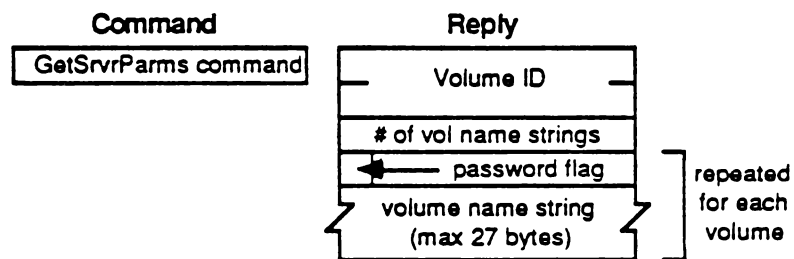 Command
Reply
GetSrvrParms command
Volume ID
# of vol name strings
password flag
volume name string
(max 27 bytes)
repeated
for each
volume